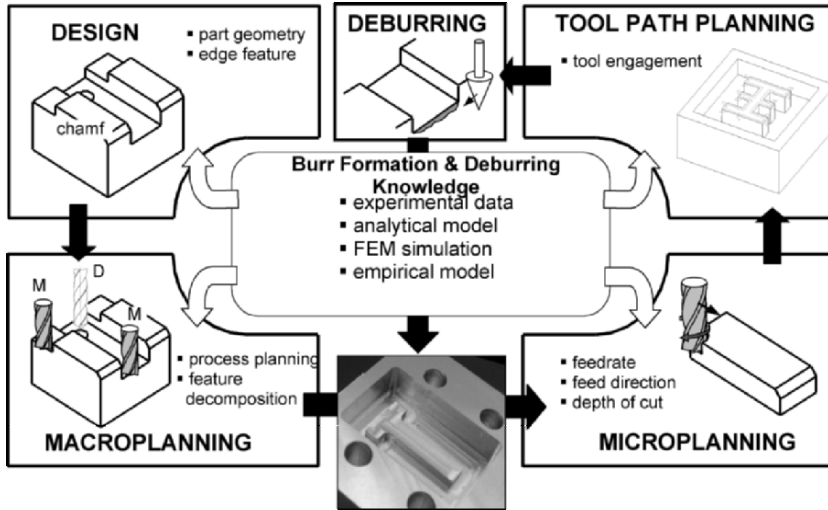 DESIGN
▪ part geometry
▪ edge feature
chamf
DEBURRING
TOOL PATH PLANNING
▪ tool engagement
Burr Formation & Deburring
Knowledge
▪ experimental data
▪ analytical model
▪ FEM simulation
▪ empirical model
M
D
M
▪ process planning
▪ feature
decomposition
MACROPLANNING
▪ feedrate
▪ feed direction
▪ depth of cut
MICROPLANNING